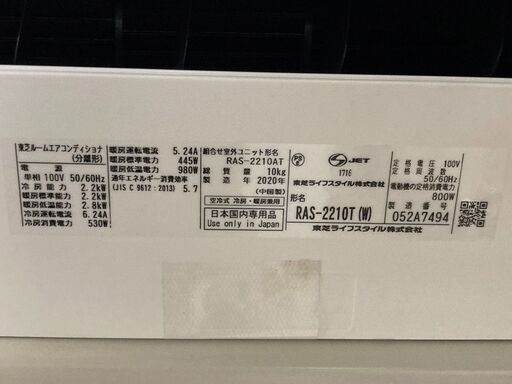 東芝ルームエアコンディショナ
(分離形)
電 源
単相 100V 50/60Hz
冷房能力 2.2kW
暖房能力 2.2kW
暖房低温能力 2.8kW
冷房運転電流 6.24A
冷房消費電力 530W
暖房運転電流 5.24A
暖房標準電力 445W
暖房低温電力 980W
通年エネルギー消費効率
(JIS C 9612:2013) 5.7
組合せ室外ユニット形名
RAS-2210AT
総 質 量 10kg
製 造 年 2020年
(中国製)
空冷式 冷房・暖房兼用
日本国内専用品
Use only in Japan
PS E
JET
1716
東芝ライフスタイル株式会社
形名
RAS-2210T(W)
東芝ライフスタイル株式会社
定格電圧 100V
定格周波数
50/60Hz
電動機の定格消費電力
800W
製造番号
052A7494